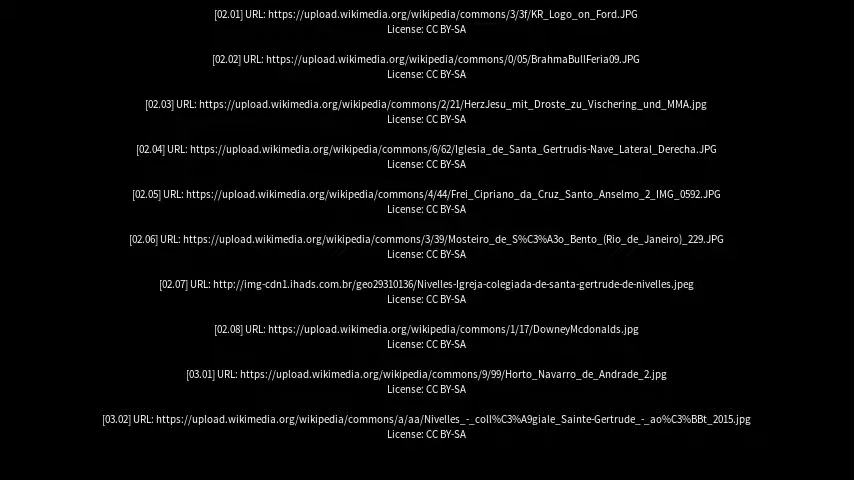 [02.01] URL: https://upload.wikimedia.org/wikipedia/commons/3/3f/KR_Logo_on_Ford.JPG
License: CC BY-SA
[02.02] URL: https://upload.wikimedia.org/wikipedia/commons/0/05/BrahmaBullFeria09.JPG
License: CC BY-SA
[02.03] URL: https://upload.wikimedia.org/wikipedia/commons/2/21/HerzJesu_mit_Droste_zu_Vischering_und_MMA.jpg
License: CC BY-SA
[02.04] URL: https://upload.wikimedia.org/wikipedia/commons/6/62/Iglesia_de_Santa_Gertrudis-Nave_Lateral_Derecha.JPG
License: CC BY-SA
[02.05] URL: https://upload.wikimedia.org/wikipedia/commons/4/44/Frei_Cipriano_da_Cruz_Santo_Anselmo_2_IMG_0592.JPG
License: CC BY-SA
[02.06] URL: https://upload.wikimedia.org/wikipedia/commons/3/39/Mosteiro_de_S%C3%A3o_Bento_(Rio_de_Janeiro)_229.JPG
License: CC BY-SA
[02.07] URL: http://img-cdn1.ihads.com.br/geo29310136/Nivelles-Igreja-colegiada-de-santa-gertrude-de-nivelles.jpeg
License: CC BY-SA
[02.08] URL: https://upload.wikimedia.org/wikipedia/commons/1/17/DowneyMcdonalds.jpg
License: CC BY-SA
[03.01] URL: https://upload.wikimedia.org/wikipedia/commons/9/99/Horto_Navarro_de_Andrade_2.jpg
License: CC BY-SA
[03.02] URL: https://upload.wikimedia.org/wikipedia/commons/a/aa/Nivelles_-_coll%C3%A9giale_Sainte-Gertrude_-_ao%C3%BBt_2015.jpg
License: CC BY-SA